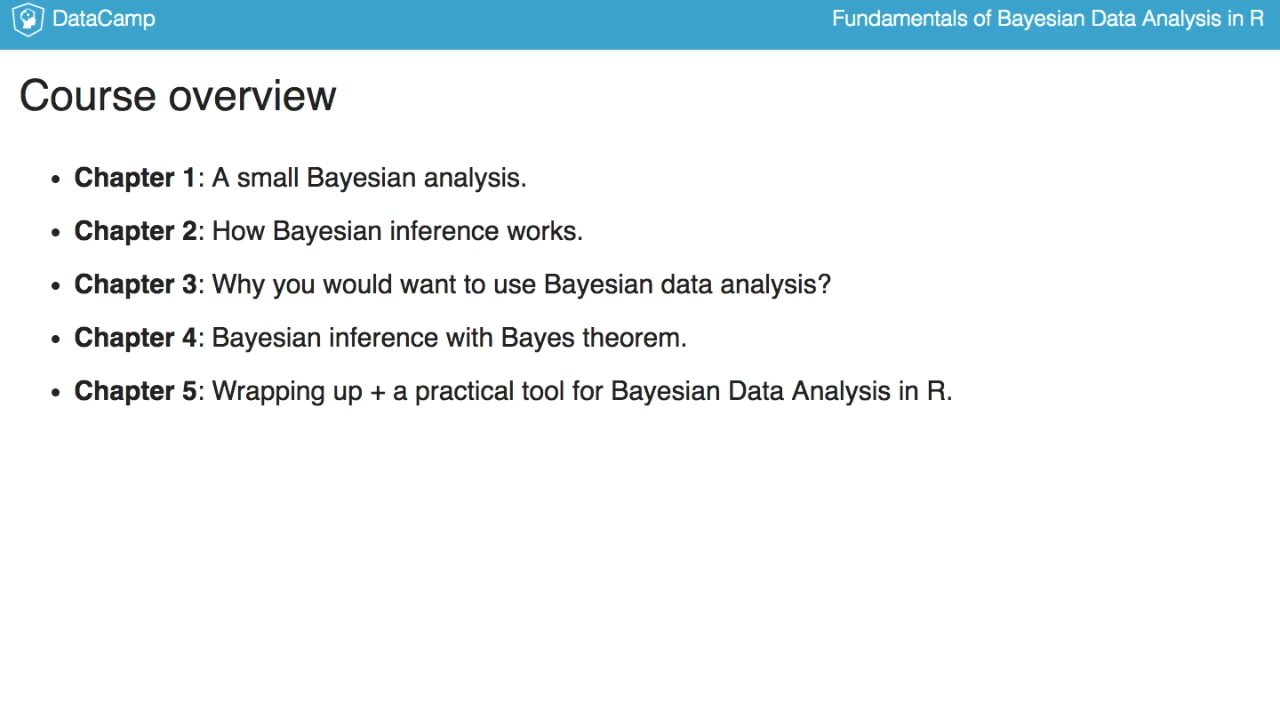 DataCamp
Fundamentals of Bayesian Data Analysis in R
Course overview
• Chapter 1: A small Bayesian analysis.
• Chapter 2: How Bayesian inference works.
• Chapter 3: Why you would want to use Bayesian data analysis?
• Chapter 4: Bayesian inference with Bayes theorem.
• Chapter 5: Wrapping up + a practical tool for Bayesian Data Analysis in R.